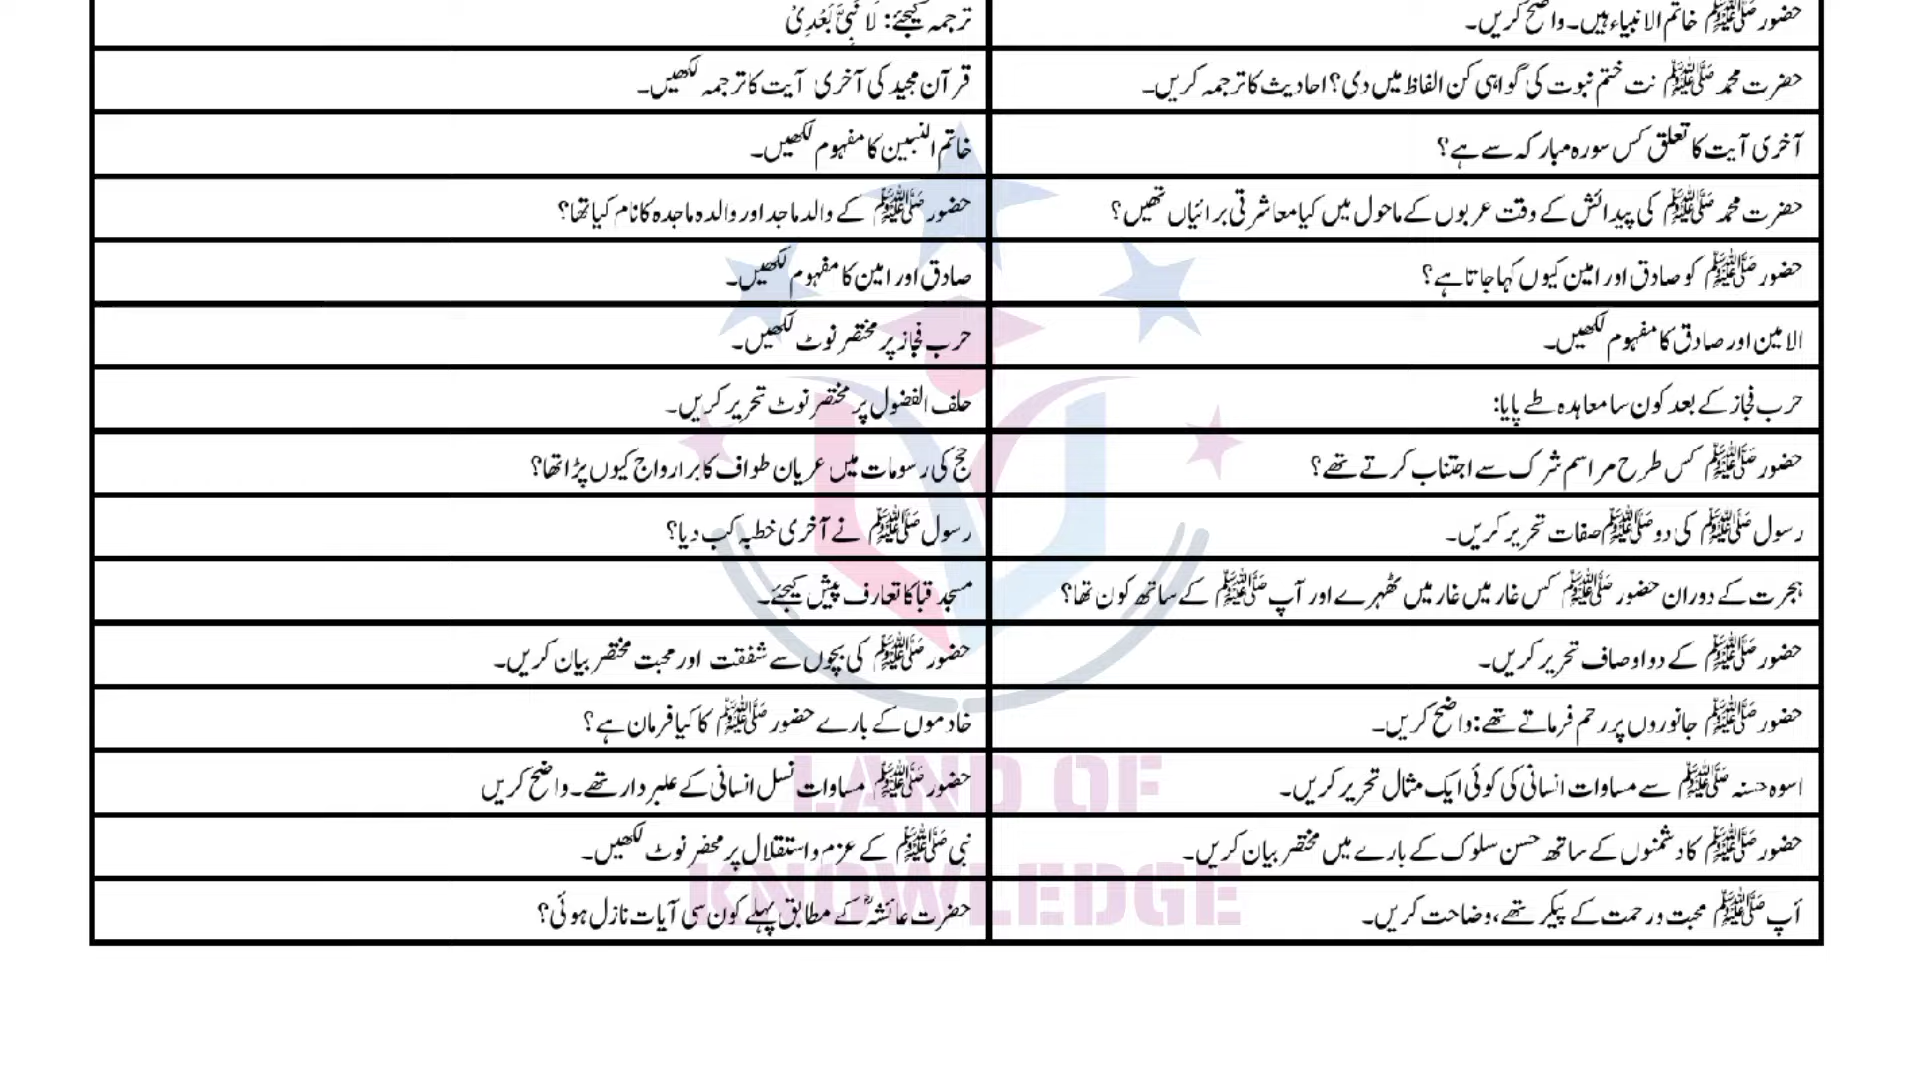 حضور ﷺ خاتم الانبیاء ہیں۔ واضح کریں۔
ترجمہ کیجئے: لَا نَبِیَّ بَعْدِیْ
حضرت محمد ﷺ نت ختم نبوت کی گواہی کن الفاظ میں دی؟ احادیث کا ترجمہ کریں۔
قرآن مجید کی آخری آیت کا ترجمہ لکھیں۔
آخری آیت کا تعلق کس سورہ مبارکہ سے ہے؟
خاتم النبیین کا مفہوم لکھیں۔
حضرت محمد ﷺ کی پیدائش کے وقت عربوں کے ماحول میں کیا معاشرتی برائیاں تھیں؟
حضور ﷺ کے والد ماجد اور والدہ ماجدہ کا نام کیا تھا؟
حضور ﷺ کو صادق اور امین کیوں کہا جاتا ہے؟
صادق اور امین کا مفہوم لکھیں۔
الامین اور صادق کا مفہوم لکھیں۔
حرب فجاز پر مختصر نوٹ لکھیں۔
حرب فجاز کے بعد کون سا معاہدہ طے پایا:
حلف الفضول پر مختصر نوٹ تحریر کریں۔
حضور ﷺ کس طرح مراسم شرک سے اجتناب کرتے تھے؟
حج کی رسومات میں عریان طواف کا برا رواج کیوں پڑا تھا؟
رسول ﷺ کی دو ﷺ صفات تحریر کریں۔
رسول ﷺ نے آخری خطبہ کب دیا؟
ہجرت کے دوران حضور ﷺ کس غار میں غار میں ٹھہرے اور آپ ﷺ کے ساتھ کون تھا؟
مسجد قبا کا تعارف پیش کیجئے۔
حضور ﷺ کے دو اوصاف تحریر کریں۔
حضور ﷺ کی بچوں سے شفقت اور محبت مختصر بیان کریں۔
حضور ﷺ جانوروں پر رحم فرماتے تھے: واضح کریں۔
خادموں کے بارے حضور ﷺ کا کیا فرمان ہے؟
اسوہ حسنہ ﷺ سے مساوات انسانی کی کوئی ایک مثال تحریر کریں۔
حضور ﷺ مساوات نسل انسانی کے علمبردار تھے۔ واضح کریں
حضور ﷺ کا دشمنوں کے ساتھ حسن سلوک کے بارے میں مختصر بیان کریں۔
نبی ﷺ کے عزم و استقلال پر مختصر نوٹ لکھیں۔
أپ ﷺ محبت و رحمت کے پیکر تھے، وضاحت کریں۔
حضرت عائشہؓ کے مطابق پہلے کون سی آیات نازل ہوئی؟
LAND OF
KNOWLEDGE